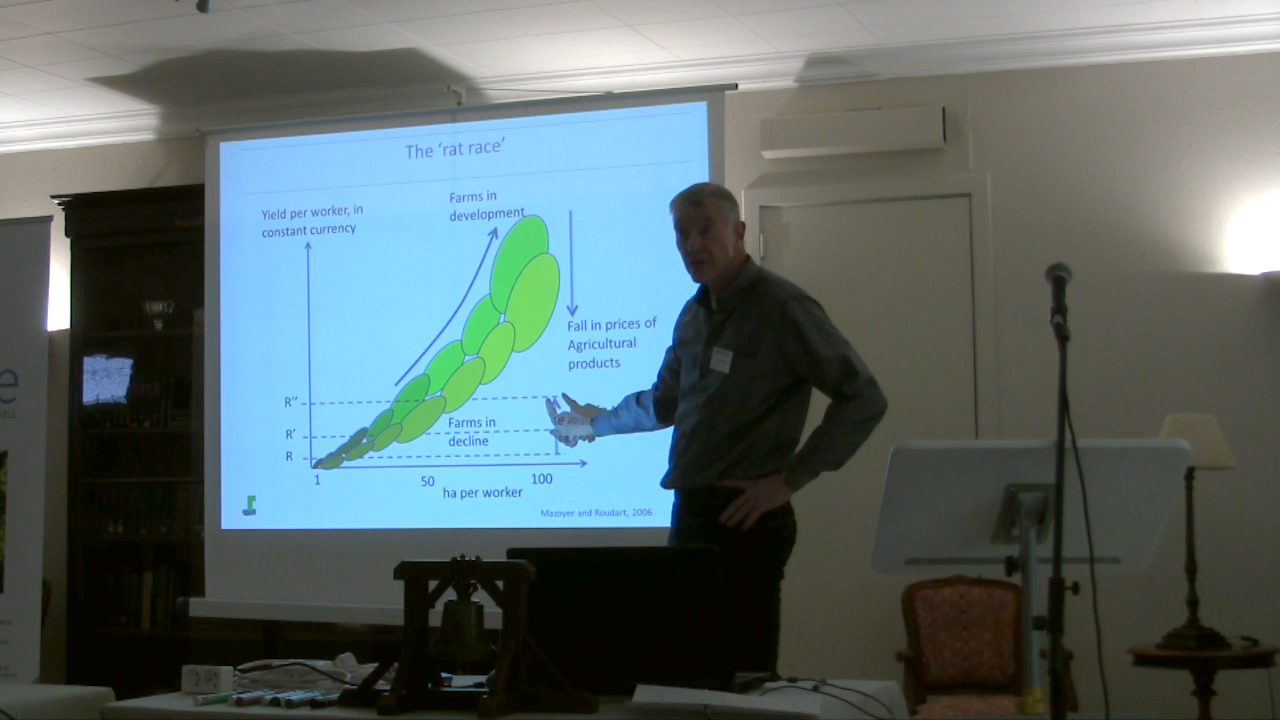 The 'rat race'
Yield per worker, in
constant currency
Farms in
development
Fall in prices of
Agricultural
products
R''
R'
R
Farms in
decline
1
50
100
ha per worker
Mazoyer and Roudart, 2006
e